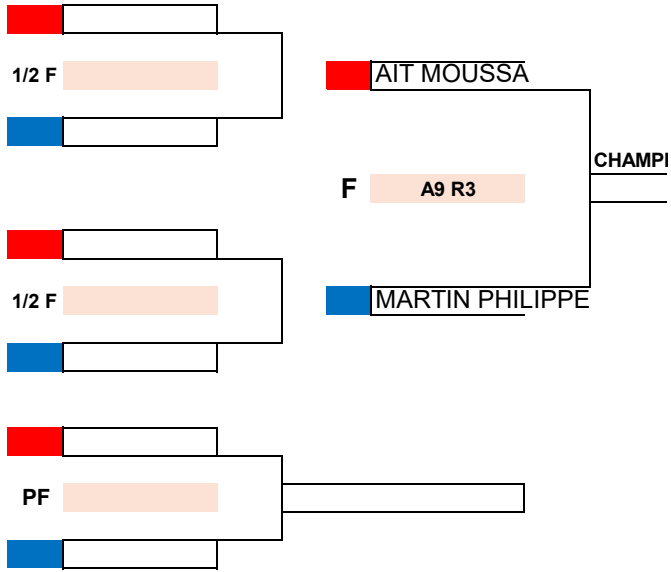 1/2 F
AIT MOUSSA
CHAMPI
F
A9 R3
1/2 F
MARTIN PHILIPPE
PF